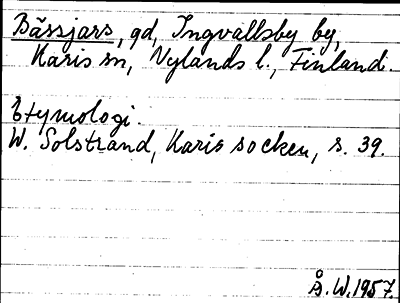 Bässjars, gd, Ingvallsby by,
Karis sn, Nylands l., Finland.
Etymologi.
W. Solstrand, Karis socken, s. 39.
Å. W. 1957.